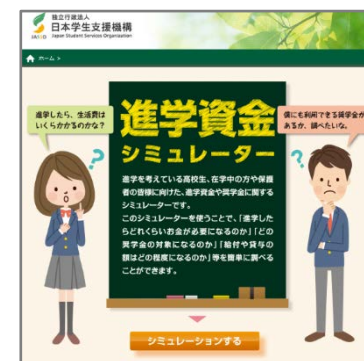 独立行政法人
日本学生支援機構
JASSO Japan Student Services Organization
ホーム >
進学したら、生活費は
いくらかかるのかな?
進学資金
シミュレーター
僕にも利用できる奨学金が
あるか、調べたいな。
進学を考えている高校生、在学中の方や保護
者の皆様に向けた、進学資金や奨学金に関する
シミュレーターです。
このシミュレーターを使うことで、「進学した
らどれくらいお金が必要になるのか」「どの
奨学金の対象になるのか」「給付や貸与の
額はどの程度になるのか」等を簡単に調べる
ことができます。
シミュレーションする